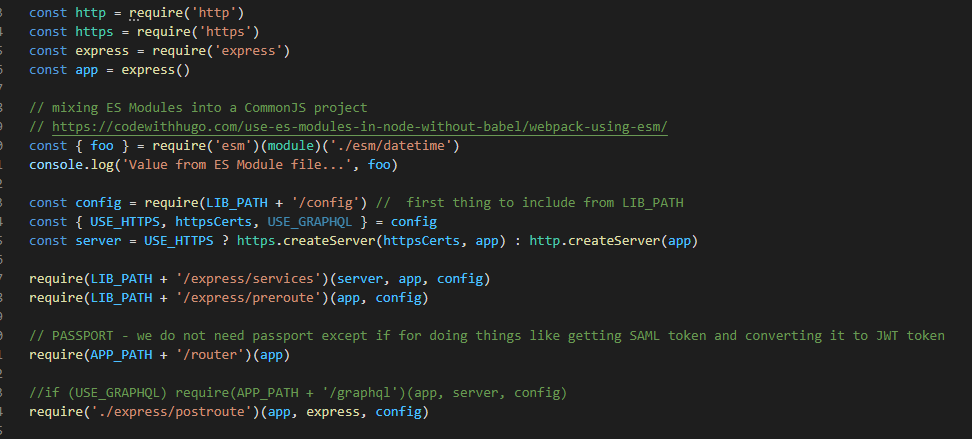 const http = require('http')
const https = require('https')
const express = require('express')
const app = express()
// mixing ES Modules into a CommonJS project
// https://codewithhugo.com/use-es-modules-in-node-without-babel/webpack-using-esm/
const { foo } = require('esm')(module)('./esm/datetime')
console.log('Value from ES Module file...', foo)
const config = require(LIB_PATH + '/config') //  first thing to include from LIB_PATH
const { USE_HTTPS, httpsCerts, USE_GRAPHQL } = config
const server = USE_HTTPS ? https.createServer(httpsCerts, app) : http.createServer(app)
require(LIB_PATH + '/express/services')(server, app, config)
require(LIB_PATH + '/express/preroute')(app, config)
// PASSPORT - we do not need passport except if for doing things like getting SAML token and converting it to JWT token
require(APP_PATH + '/router')(app)
//if (USE_GRAPHQL) require(APP_PATH + '/graphql')(app, server, config)
require('./express/postroute')(app, express, config)